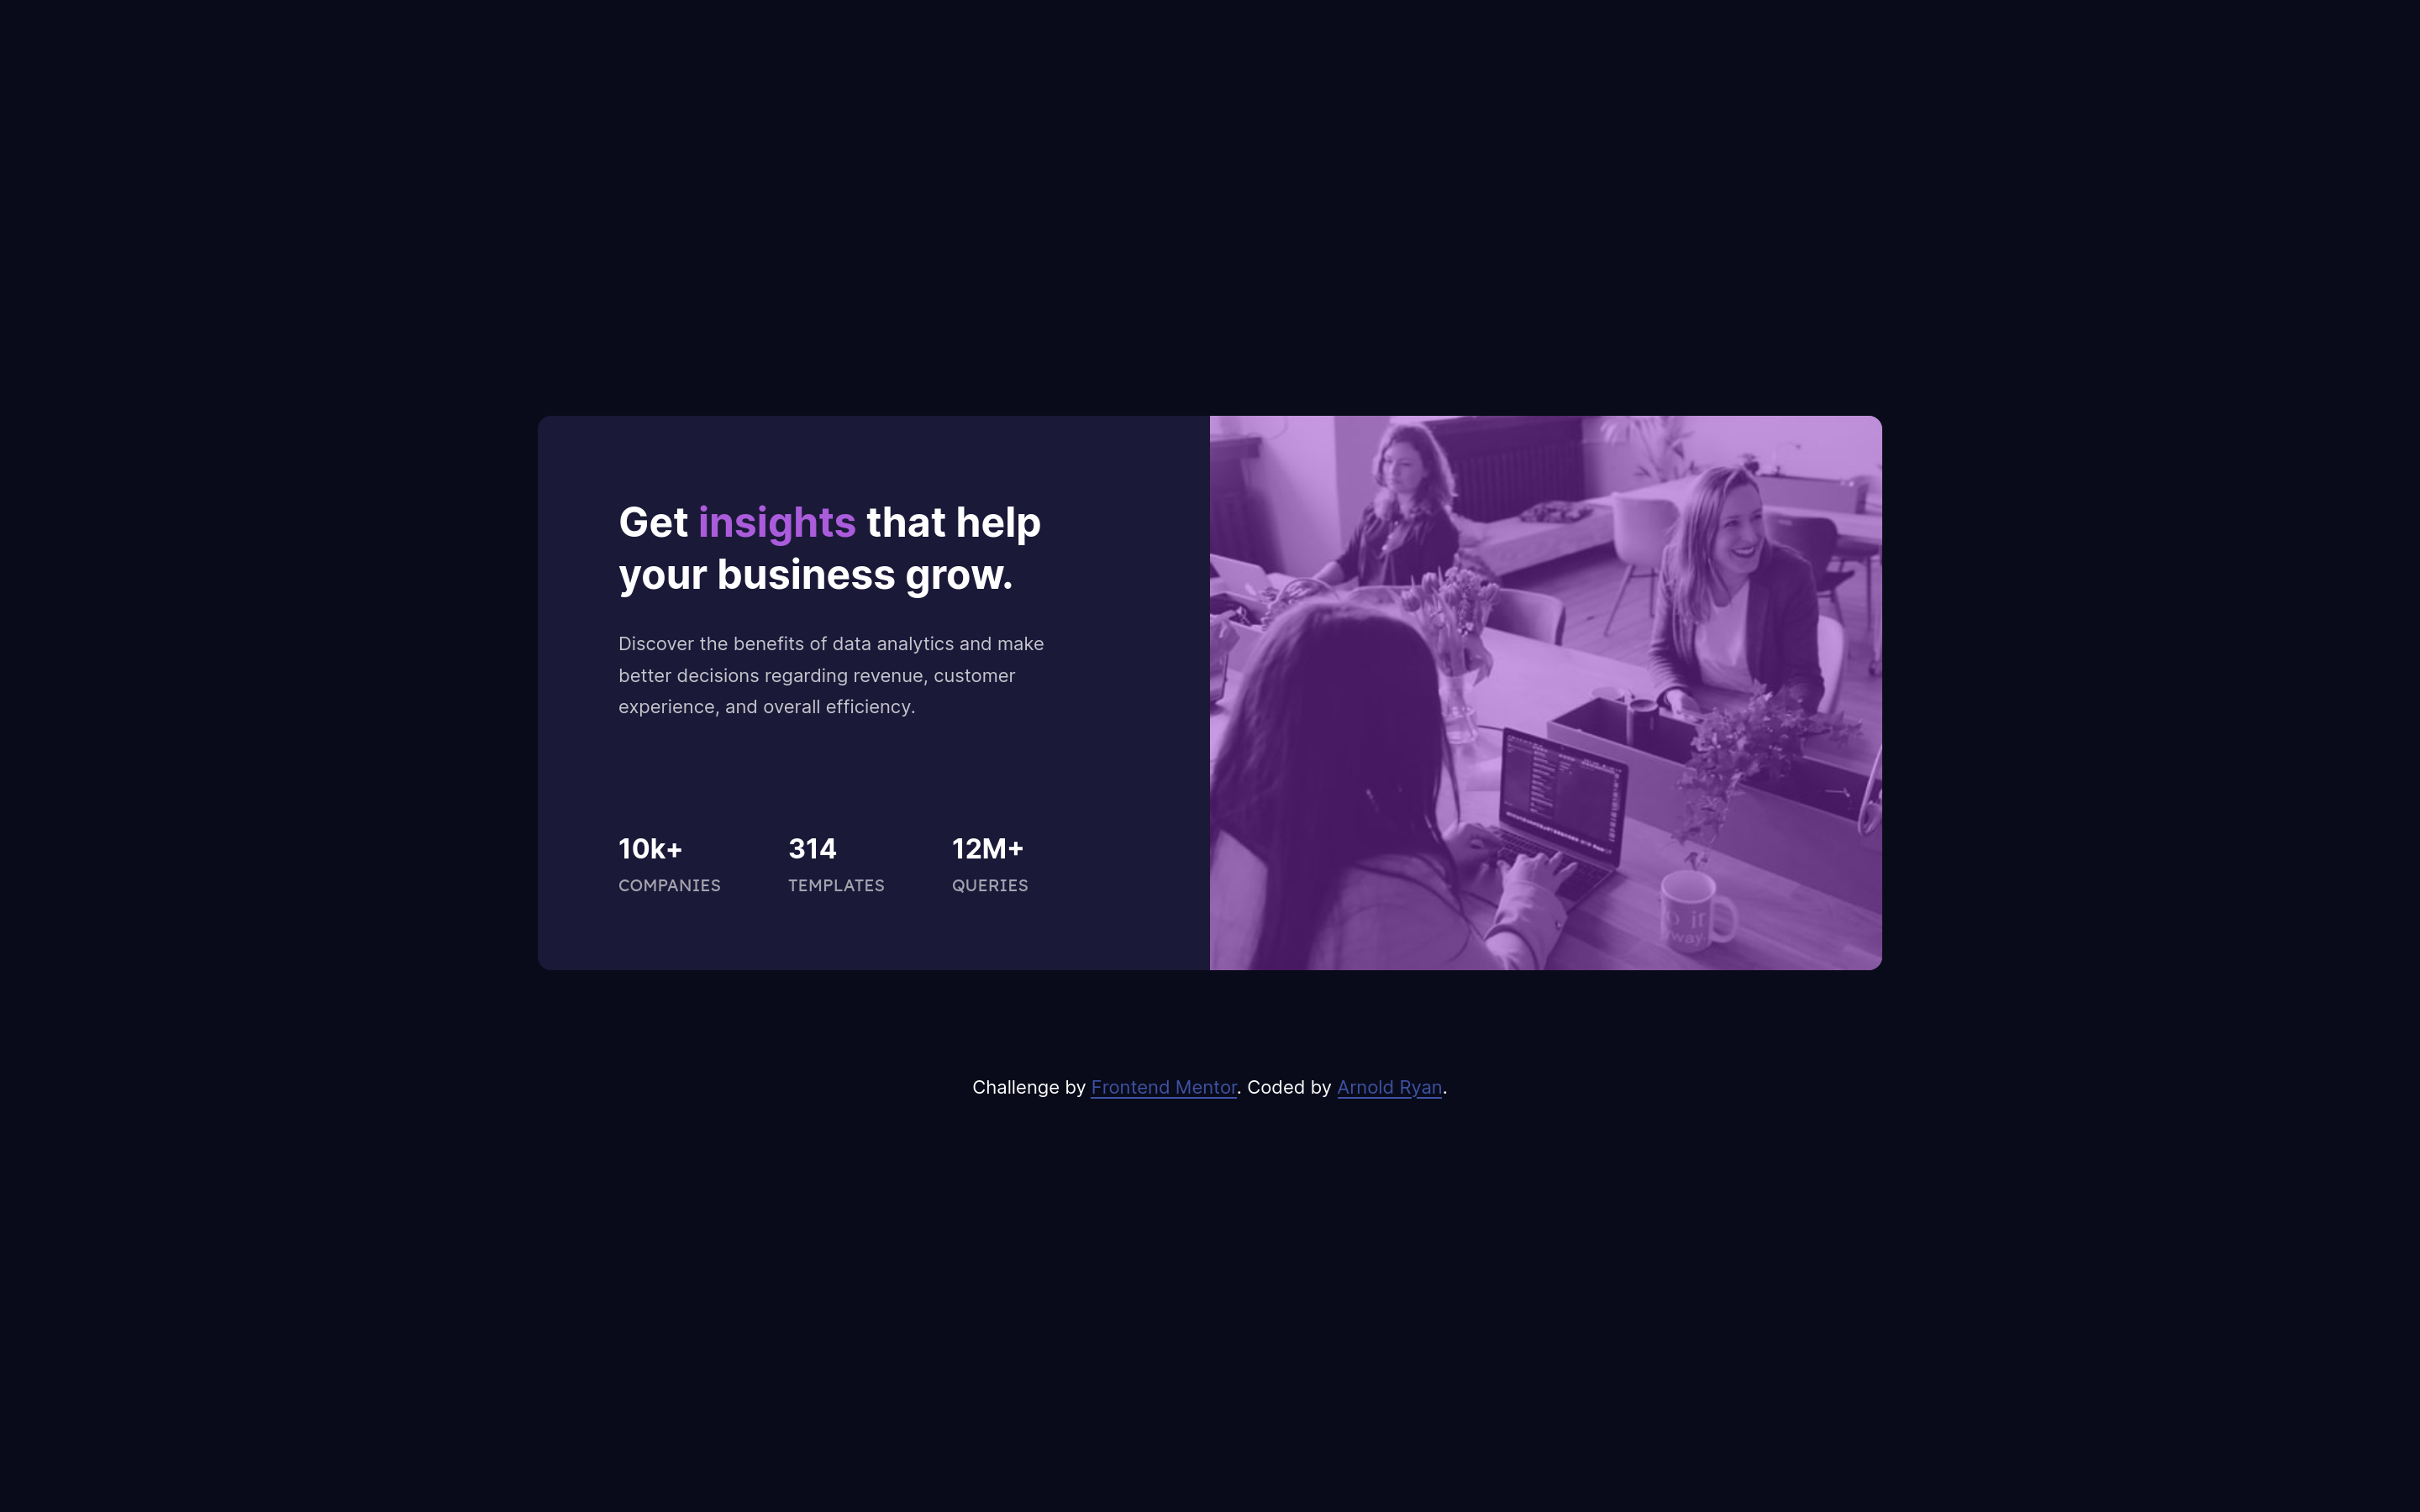 Get insights that help
your business grow.
Discover the benefits of data analytics and make
better decisions regarding revenue, customer
experience, and overall efficiency.
10k+ 314 12M+
COMPANIES TEMPLATES QUERIES
it
way
Challenge by Frontend Mentor. Coded by Arnold Ryan.